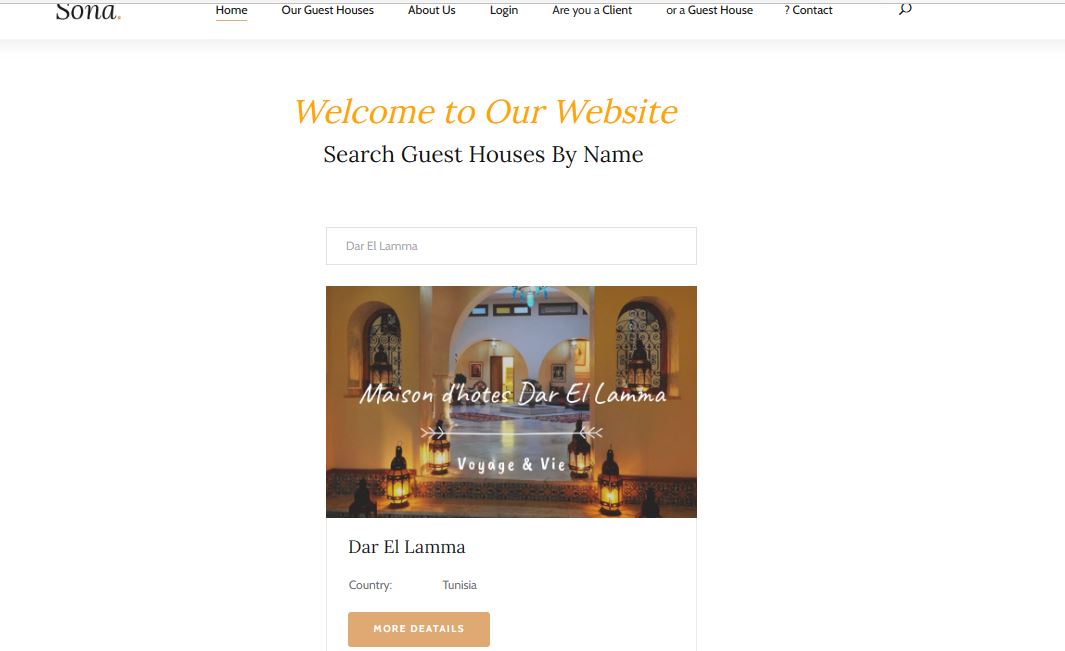 Sona.
Home Our Guest Houses About Us Login Are you a Client or a Guest House ? Contact
Welcome to Our Website
Search Guest Houses By Name
Dar El Lamma
Maison d'hotes Dar El Lamma
Voyage & Vie
Dar El Lamma
Country: Tunisia
MORE DEATAILS